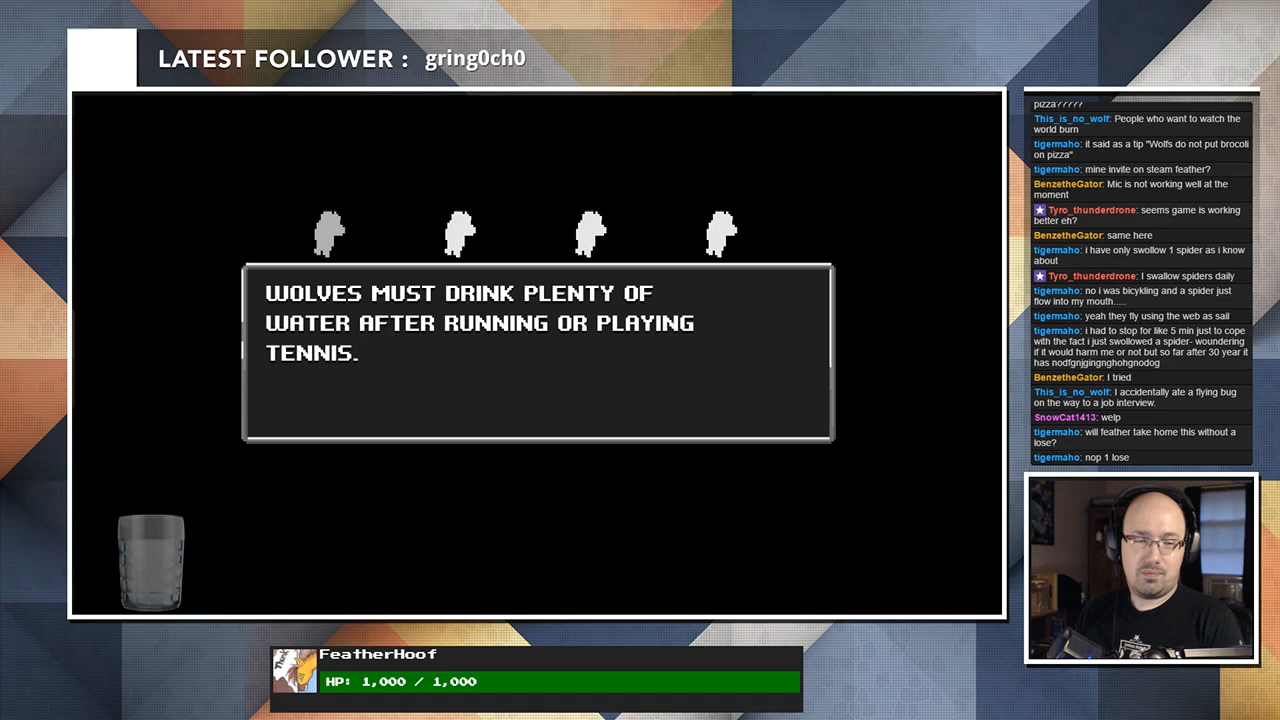 LATEST FOLLOWER : gring0ch0
WOLVES MUST DRINK PLENTY OF
WATER AFTER RUNNING OR PLAYING
TENNIS.
pizza?????
This_is_no_wolf: People who want to watch the
world burn
tigermaho: it said as a tip "Wolfs do not put brocoli
on pizza"
tigermaho: mine invite on steam feather?
BenzetheGator: Mic is not working well at the
moment
Tyro_thunderdrone: seems game is working
better eh?
BenzetheGator: same here
tigermaho: i have only swollow 1 spider as i know
about
Tyro_thunderdrone: I swallow spiders daily
tigermaho: no i was bicykling and a spider just
flow into my mouth.....
tigermaho: yeah they fly using the web as sail
tigermaho: i had to stop for like 5 min just to cope
with the fact i just swollowed a spider- woundering
if it would harm me or not but so far after 30 year it
has nodfgnjgingnghohgnodog
BenzetheGator: I tried
This_is_no_wolf: I accidentally ate a flying bug
on the way to a job interview.
SnowCat1413: welp
tigermaho: will feather take home this without a
lose?
tigermaho: nop 1 lose
FeatherHoof
HP: 1,000 / 1,000